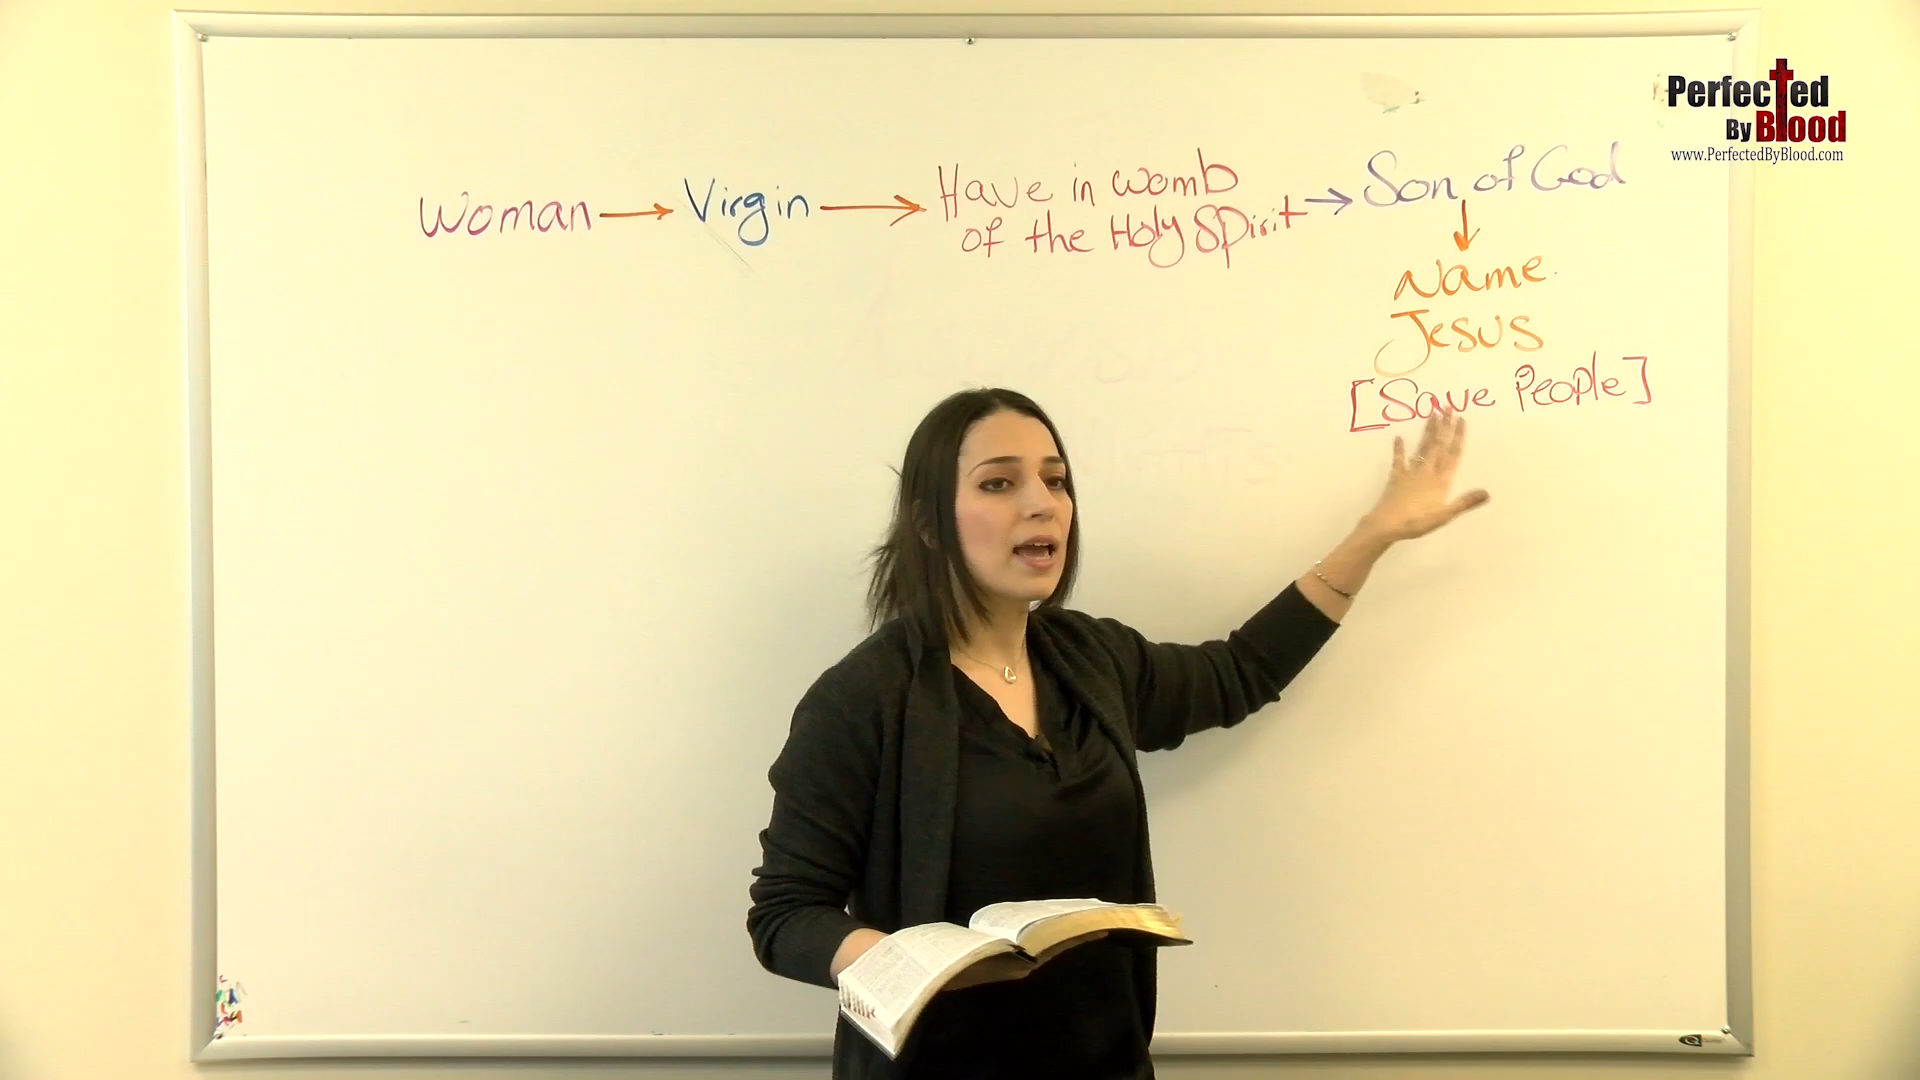 Perfected
By Blood
www.PerfectedByBlood.com
Woman → Virgin → Have in womb of the Holy Spirit → Son of God
↓
Name
Jesus
[Save People]